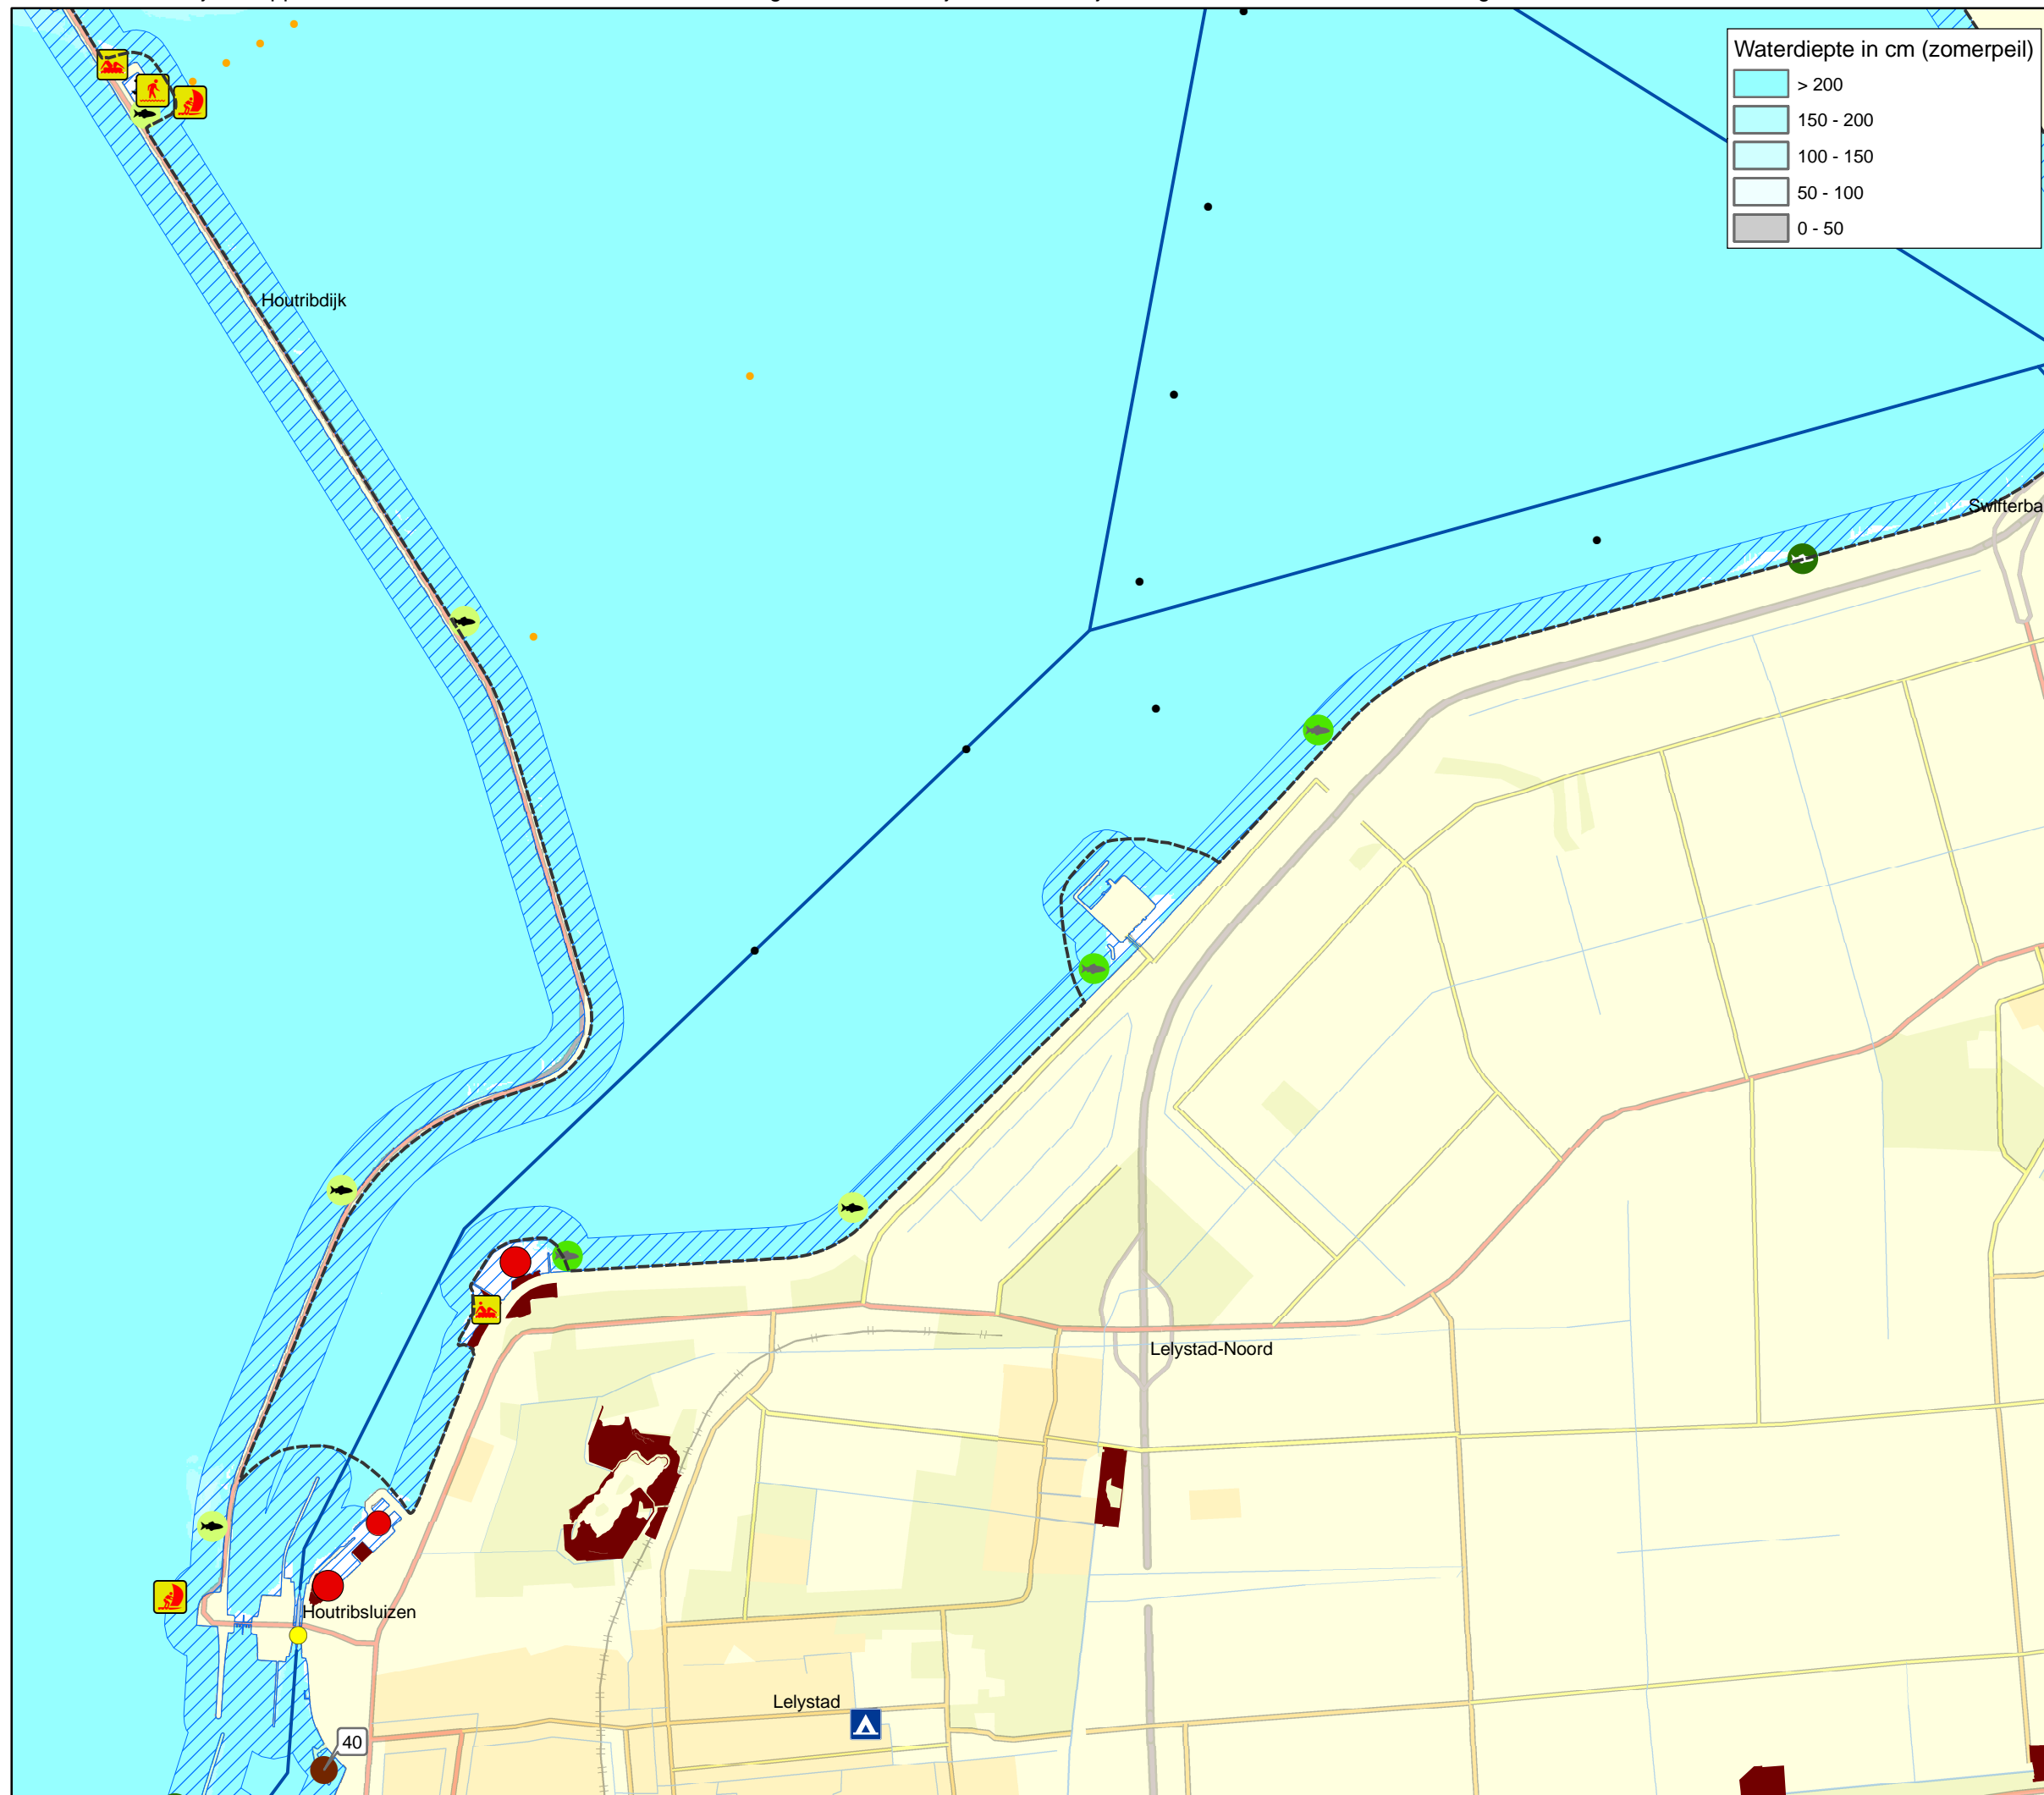 Waterdiepte in cm (zomerpeil)
> 200
150 - 200
100 - 150
50 - 100
0 - 50
Houtribdijk
Swifterba
Lelystad-Noord
Houtribsluizen
Lelystad
40